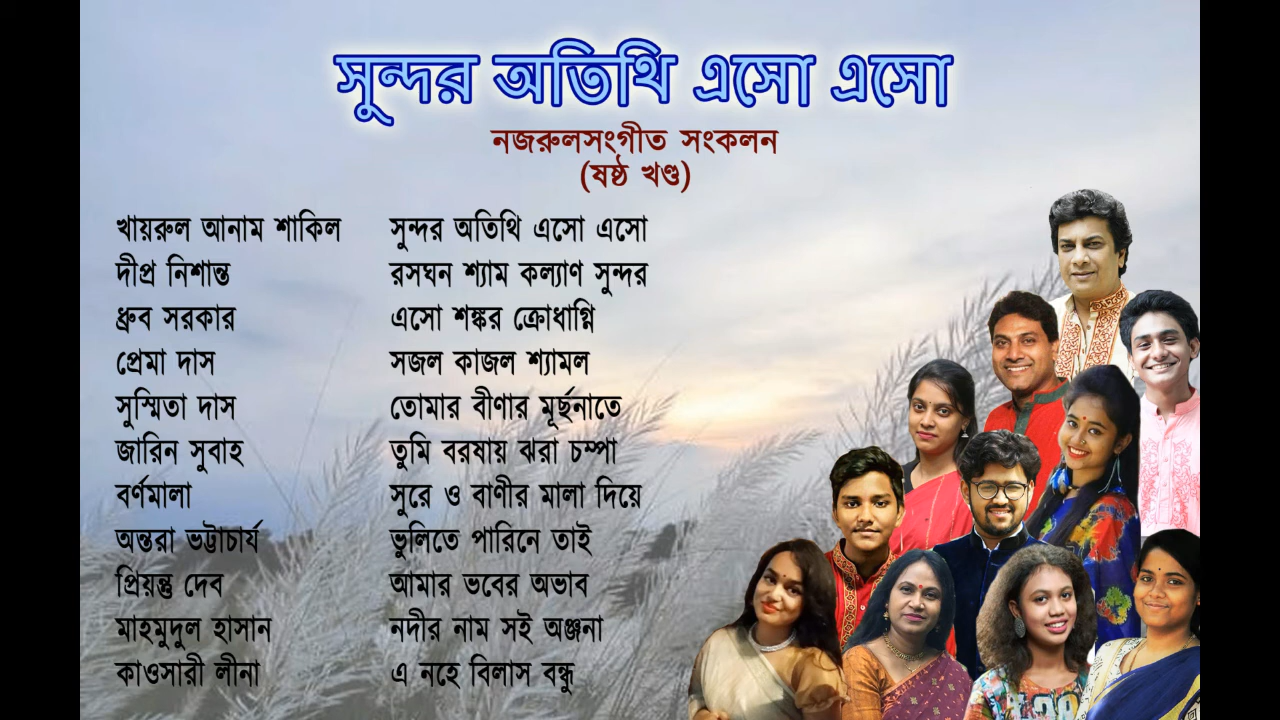 সুন্দর অতিথি এসো এসো
নজরুলসংগীত সংকলন
(ষষ্ঠ খণ্ড)
খায়রুল আনাম শাকিল সুন্দর অতিথি এসো এসো
দীপ্র নিশান্ত রসঘন শ্যাম কল্যাণ সুন্দর
ধ্রুব সরকার এসো শঙ্কর ক্রোধাগ্নি
প্রেমা দাস সজল কাজল শ্যামল
সুস্মিতা দাস তোমার বীণার মূর্ছনাতে
জারিন সুবাহ তুমি বরষায় ঝরা চম্পা
বর্ণমালা সুরে ও বাণীর মালা দিয়ে
অন্তরা ভট্টাচার্য ভুলিতে পারিনে তাই
প্রিয়ন্তু দেব আমার ভবের অভাব
মাহমুদুল হাসান নদীর নাম সই অঞ্জনা
কাওসারী লীনা এ নহে বিলাস বন্ধু